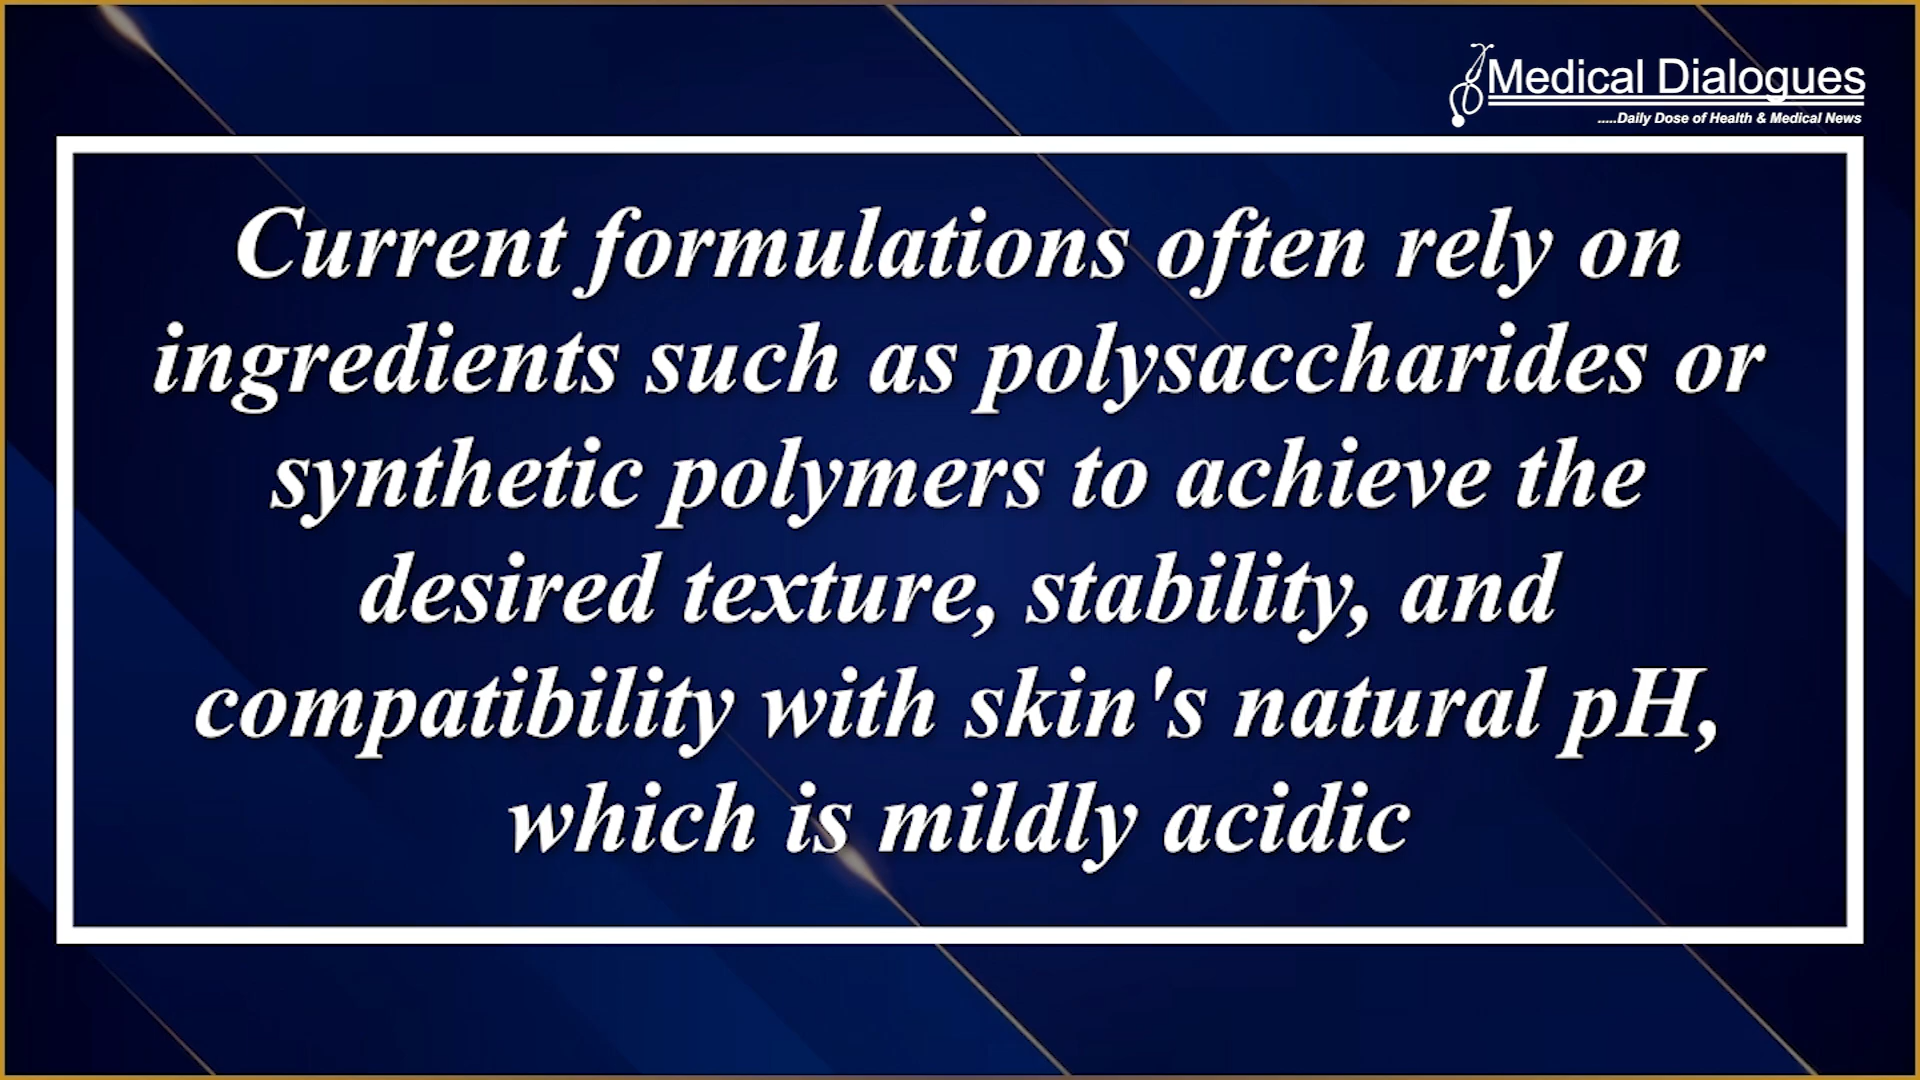 Medical Dialogues
.....Daily Dose of Health & Medical News
Current formulations often rely on
ingredients such as polysaccharides or
synthetic polymers to achieve the
desired texture, stability, and
compatibility with skin's natural pH,
which is mildly acidic